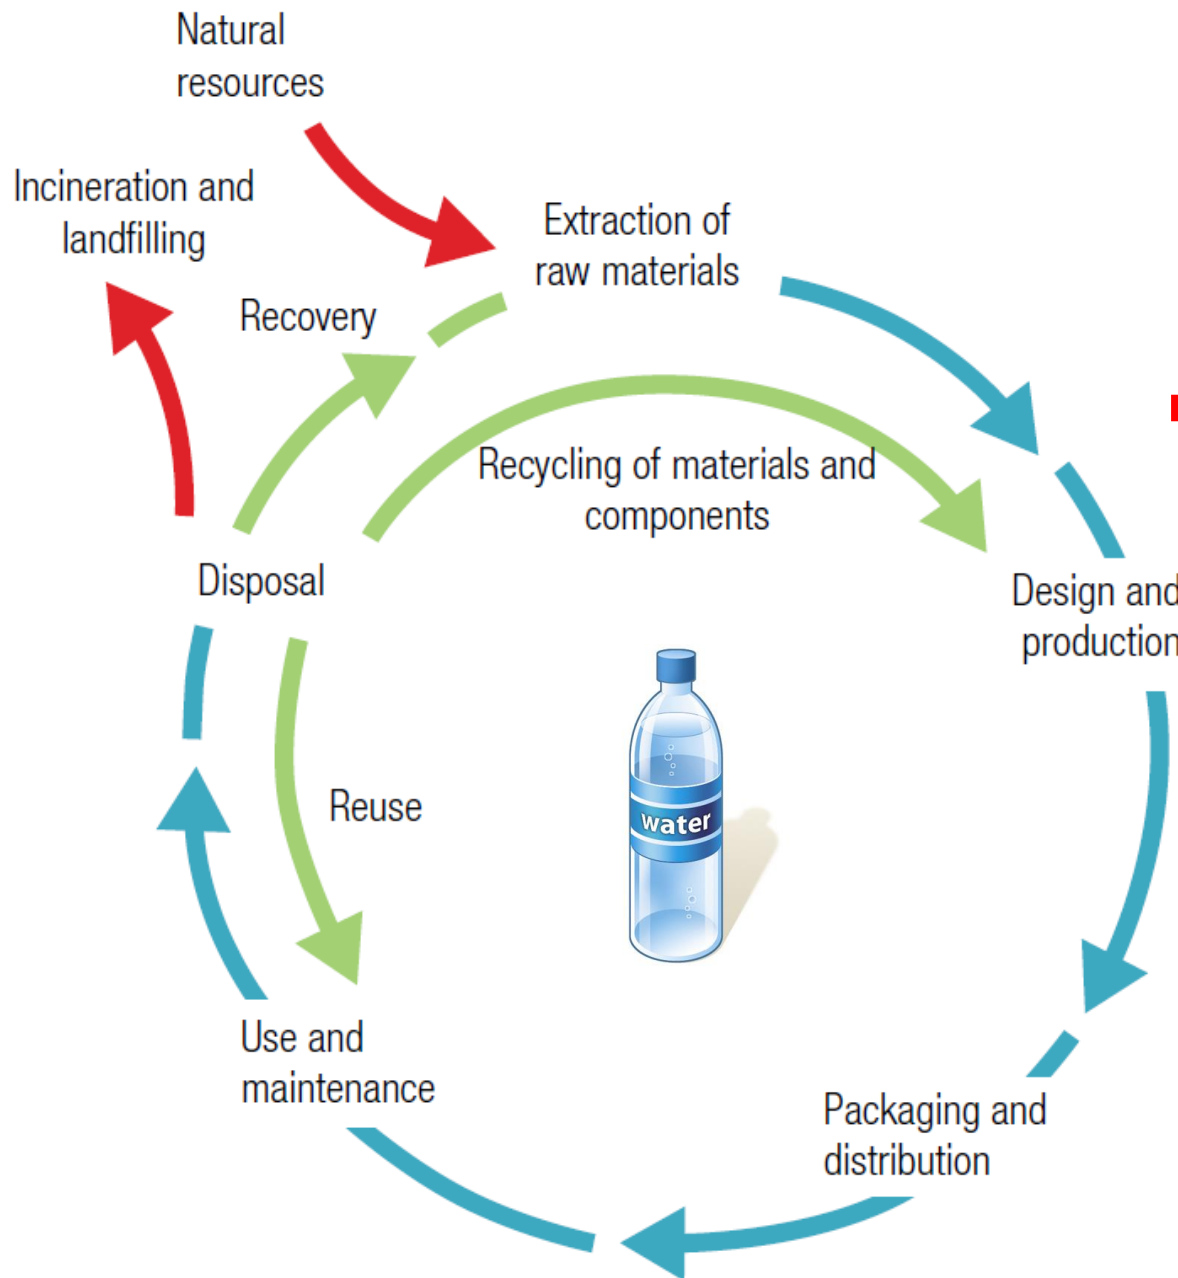 Natural
resources
Incineration and
landfilling
Extraction of
raw materials
Recovery
Recycling of materials and
components
Disposal
Design and
production
water
Reuse
Use and
maintenance
Packaging and
distribution